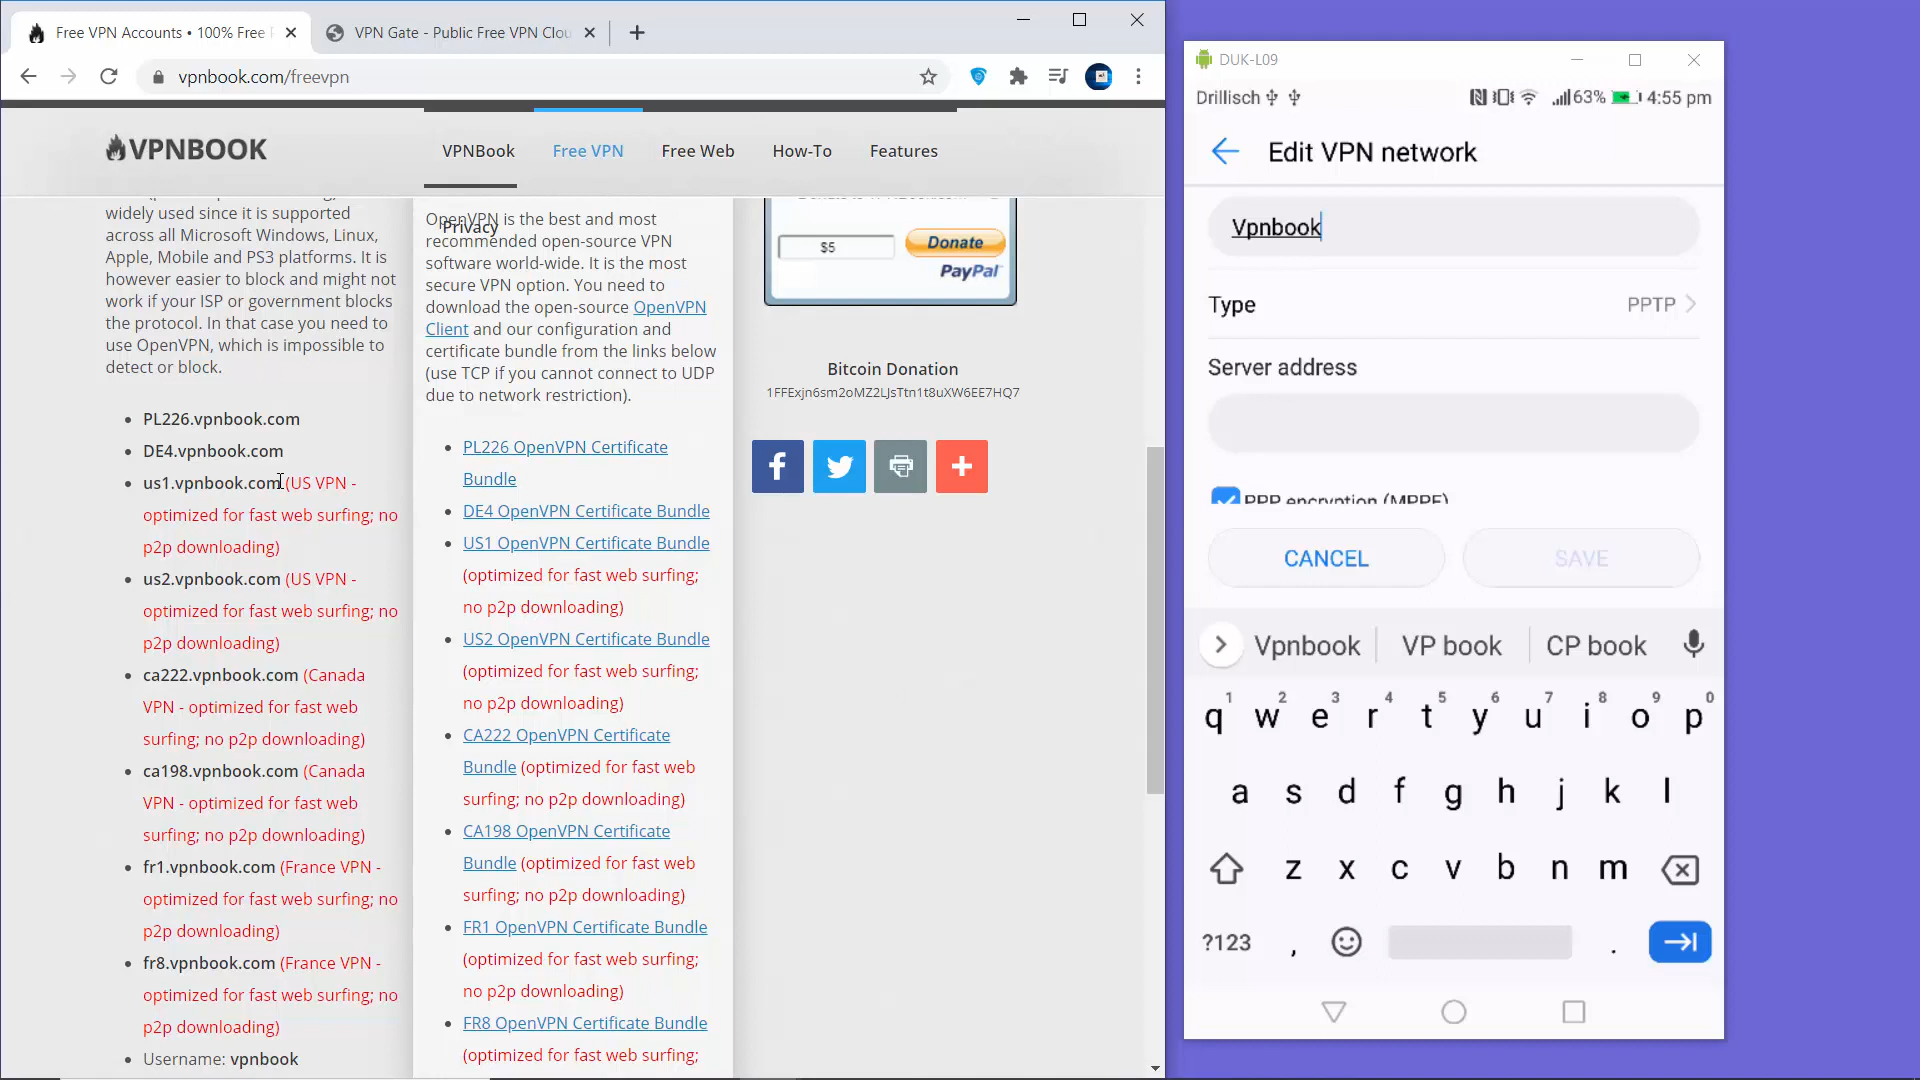 Free VPN Accounts • 100% Free
VPN Gate - Public Free VPN Clou
vpnbook.com/freevpn
VPNBOOK
VPNBook
Free VPN
Free Web
How-To
Features
Privacy
widely used since it is supported
across all Microsoft Windows, Linux,
Apple, Mobile and PS3 platforms. It is
however easier to block and might not
work if your ISP or government blocks
the protocol. In that case you need to
use OpenVPN, which is impossible to
detect or block.
PL226.vpnbook.com
DE4.vpnbook.com
us1.vpnbook.com (US VPN -
optimized for fast web surfing; no
p2p downloading)
us2.vpnbook.com (US VPN -
optimized for fast web surfing; no
p2p downloading)
ca222.vpnbook.com (Canada
VPN - optimized for fast web
surfing; no p2p downloading)
ca198.vpnbook.com (Canada
VPN - optimized for fast web
surfing; no p2p downloading)
fr1.vpnbook.com (France VPN -
optimized for fast web surfing; no
p2p downloading)
fr8.vpnbook.com (France VPN -
optimized for fast web surfing; no
p2p downloading)
Username: vpnbook
OpenVPN is the best and most
recommended open-source VPN
software world-wide. It is the most
secure VPN option. You need to
download the open-source OpenVPN
Client and our configuration and
certificate bundle from the links below
(use TCP if you cannot connect to UDP
due to network restriction).
PL226 OpenVPN Certificate
Bundle
DE4 OpenVPN Certificate Bundle
US1 OpenVPN Certificate Bundle
(optimized for fast web surfing;
no p2p downloading)
US2 OpenVPN Certificate Bundle
(optimized for fast web surfing;
no p2p downloading)
CA222 OpenVPN Certificate
Bundle (optimized for fast web
surfing; no p2p downloading)
CA198 OpenVPN Certificate
Bundle (optimized for fast web
surfing; no p2p downloading)
FR1 OpenVPN Certificate Bundle
(optimized for fast web surfing;
no p2p downloading)
FR8 OpenVPN Certificate Bundle
(optimized for fast web surfing;
$5
Donate
PayPal
Bitcoin Donation
1FFExjn6sm2oMZ2LJsTtn1t8uXW6EE7HQ7
DUK-L09
Drillisch
63%
4:55 pm
Edit VPN network
Vpnbook
Type
PPTP
Server address
PPP encryption (MPPE)
CANCEL
SAVE
Vpnbook
VP book
CP book
1 2 3 4 5 6 7 8 9 0
q w e r t y u i o p
a s d f g h j k l
z x c v b n m
?123 , .